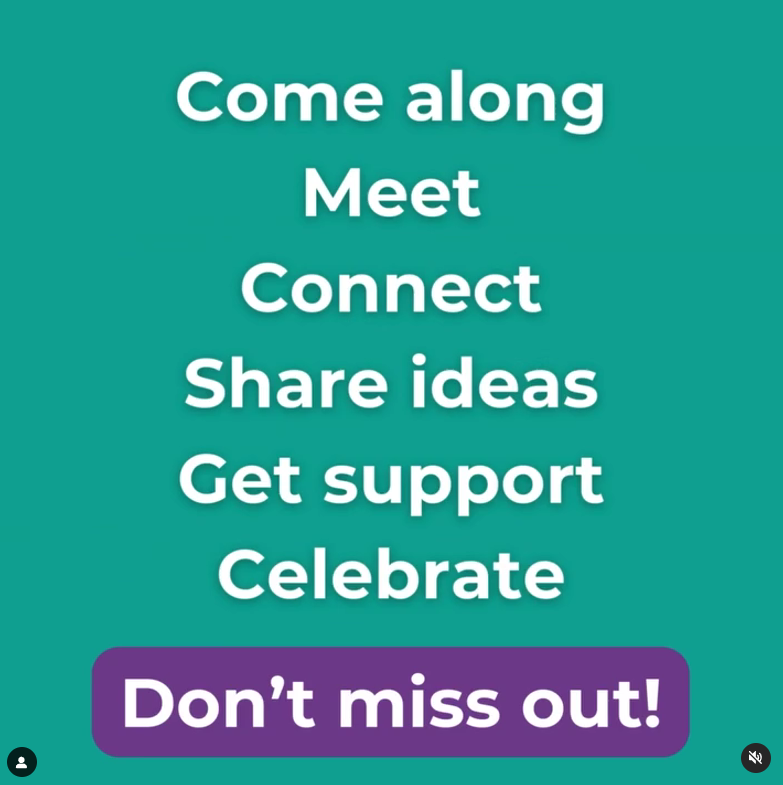 Come along
Meet
Connect
Share ideas
Get support
Celebrate
Don’t miss out!